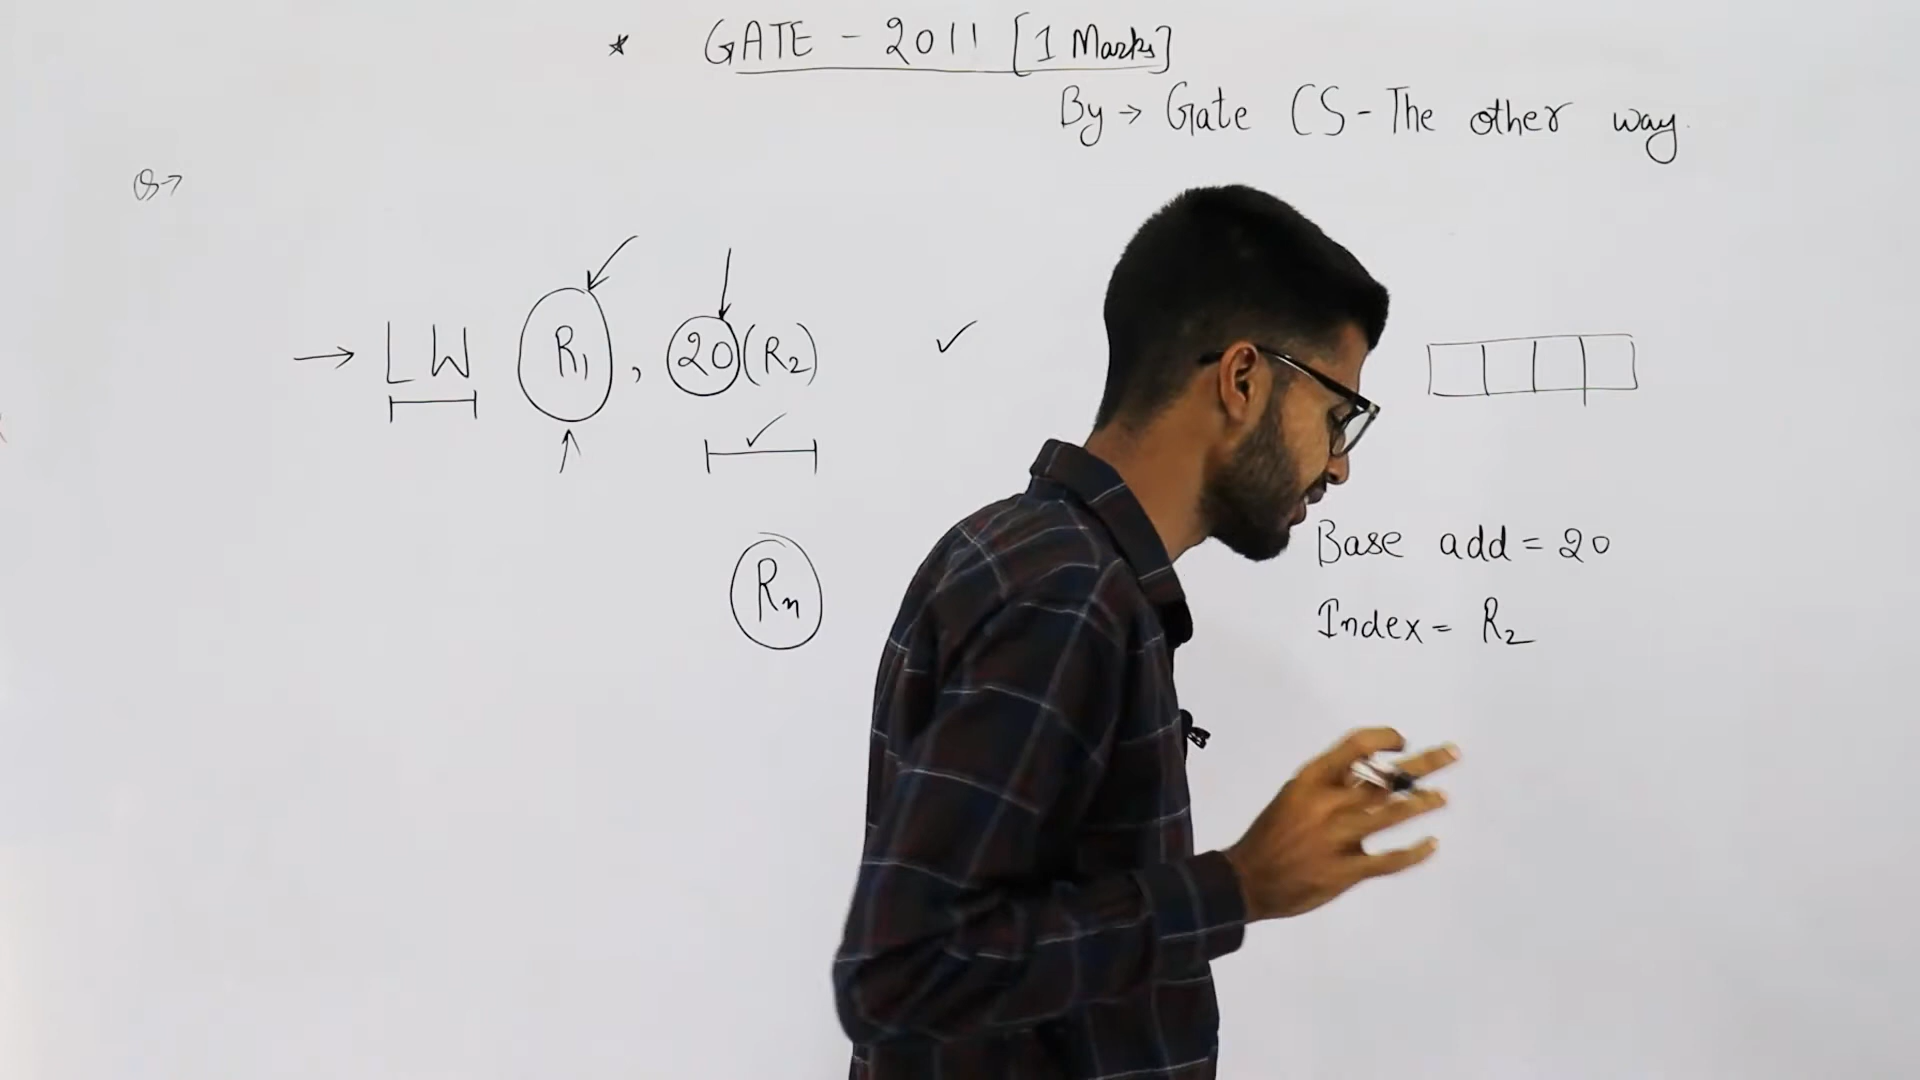 * GATE - 2011 [1 Marks]
By → Gate CS - The other way.
Q→
→ LW R1, 20(R2) ✓
✓
Rn
Base add = 20
Index = R2